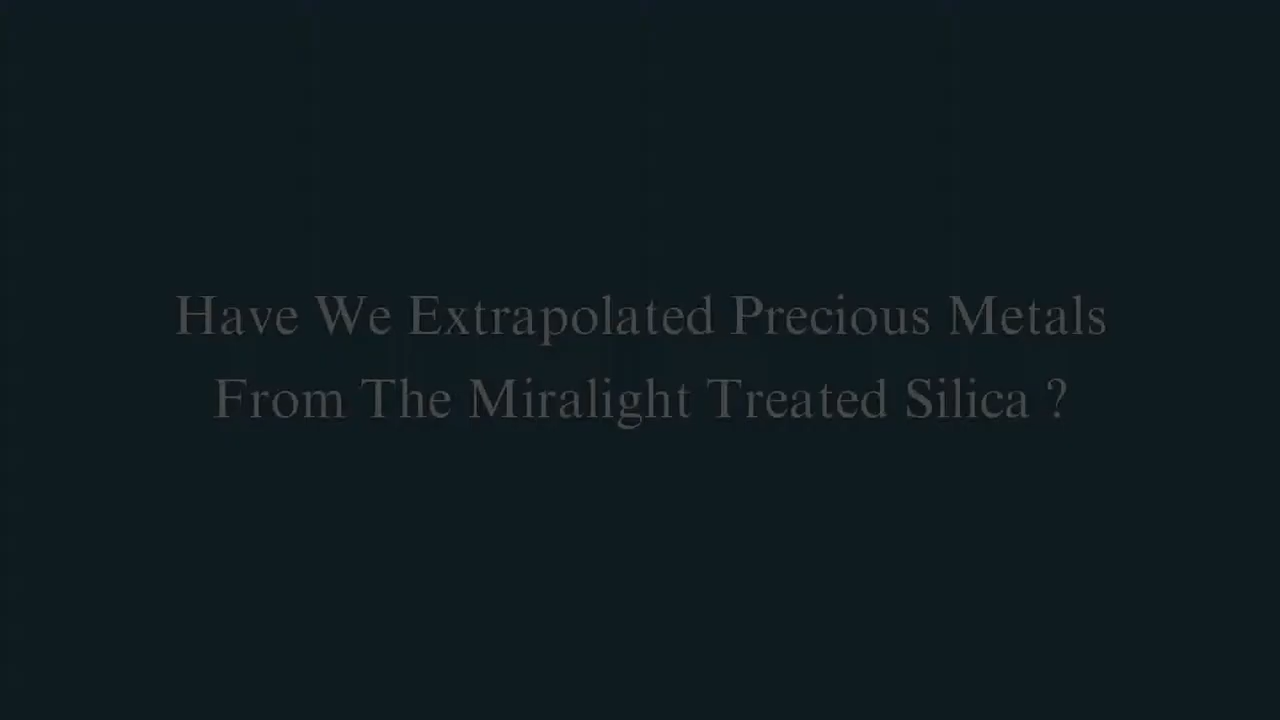 Have We Extrapolated Precious Metals
From The Miralight Treated Silica ?